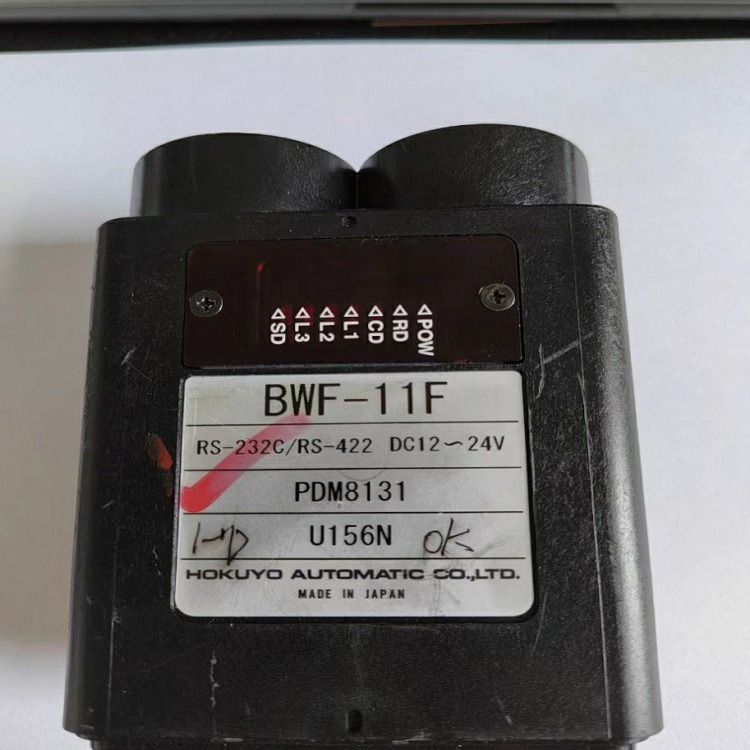 ◁SD ◁L3 ◁L2 ◁L1 ◁CD ◁RD ◁POW
BWF-11F
RS-232C/RS-422 DC12～24V
PDM8131
U156N OK
HOKUYO AUTOMATIC CO.,LTD.
MADE IN JAPAN